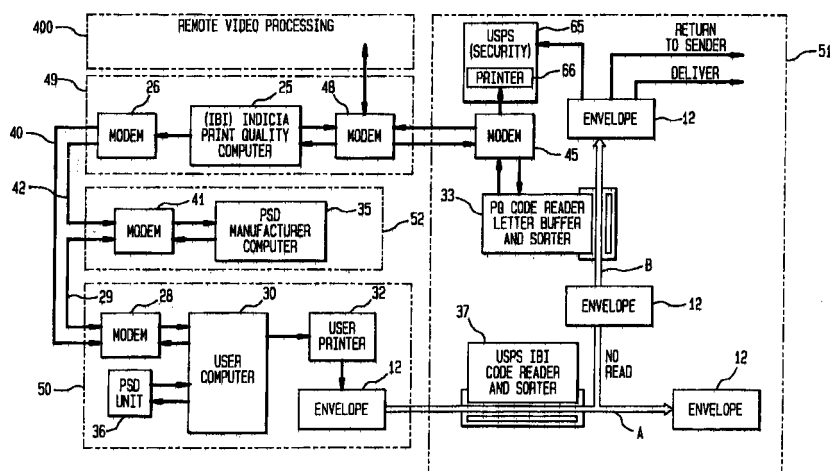 400
REMOTE VIDEO PROCESSING
49
26
MODEM
25
(IBI) INDICIA
PRINT QUALITY
COMPUTER
48
MODEM
40
42
41
MODEM
PSD
MANUFACTURER
COMPUTER
35
52
29
28
MODEM
30
USER
COMPUTER
32
USER
PRINTER
50
PSD
UNIT
36
12
ENVELOPE
65
USPS
(SECURITY)
PRINTER
66
RETURN
TO SENDER
DELIVER
51
ENVELOPE
12
MODEM
45
33
PQ CODE READER
LETTER BUFFER
AND SORTER
B
ENVELOPE
12
37
USPS IBI
CODE READER
AND SORTER
NO
READ
12
ENVELOPE
A